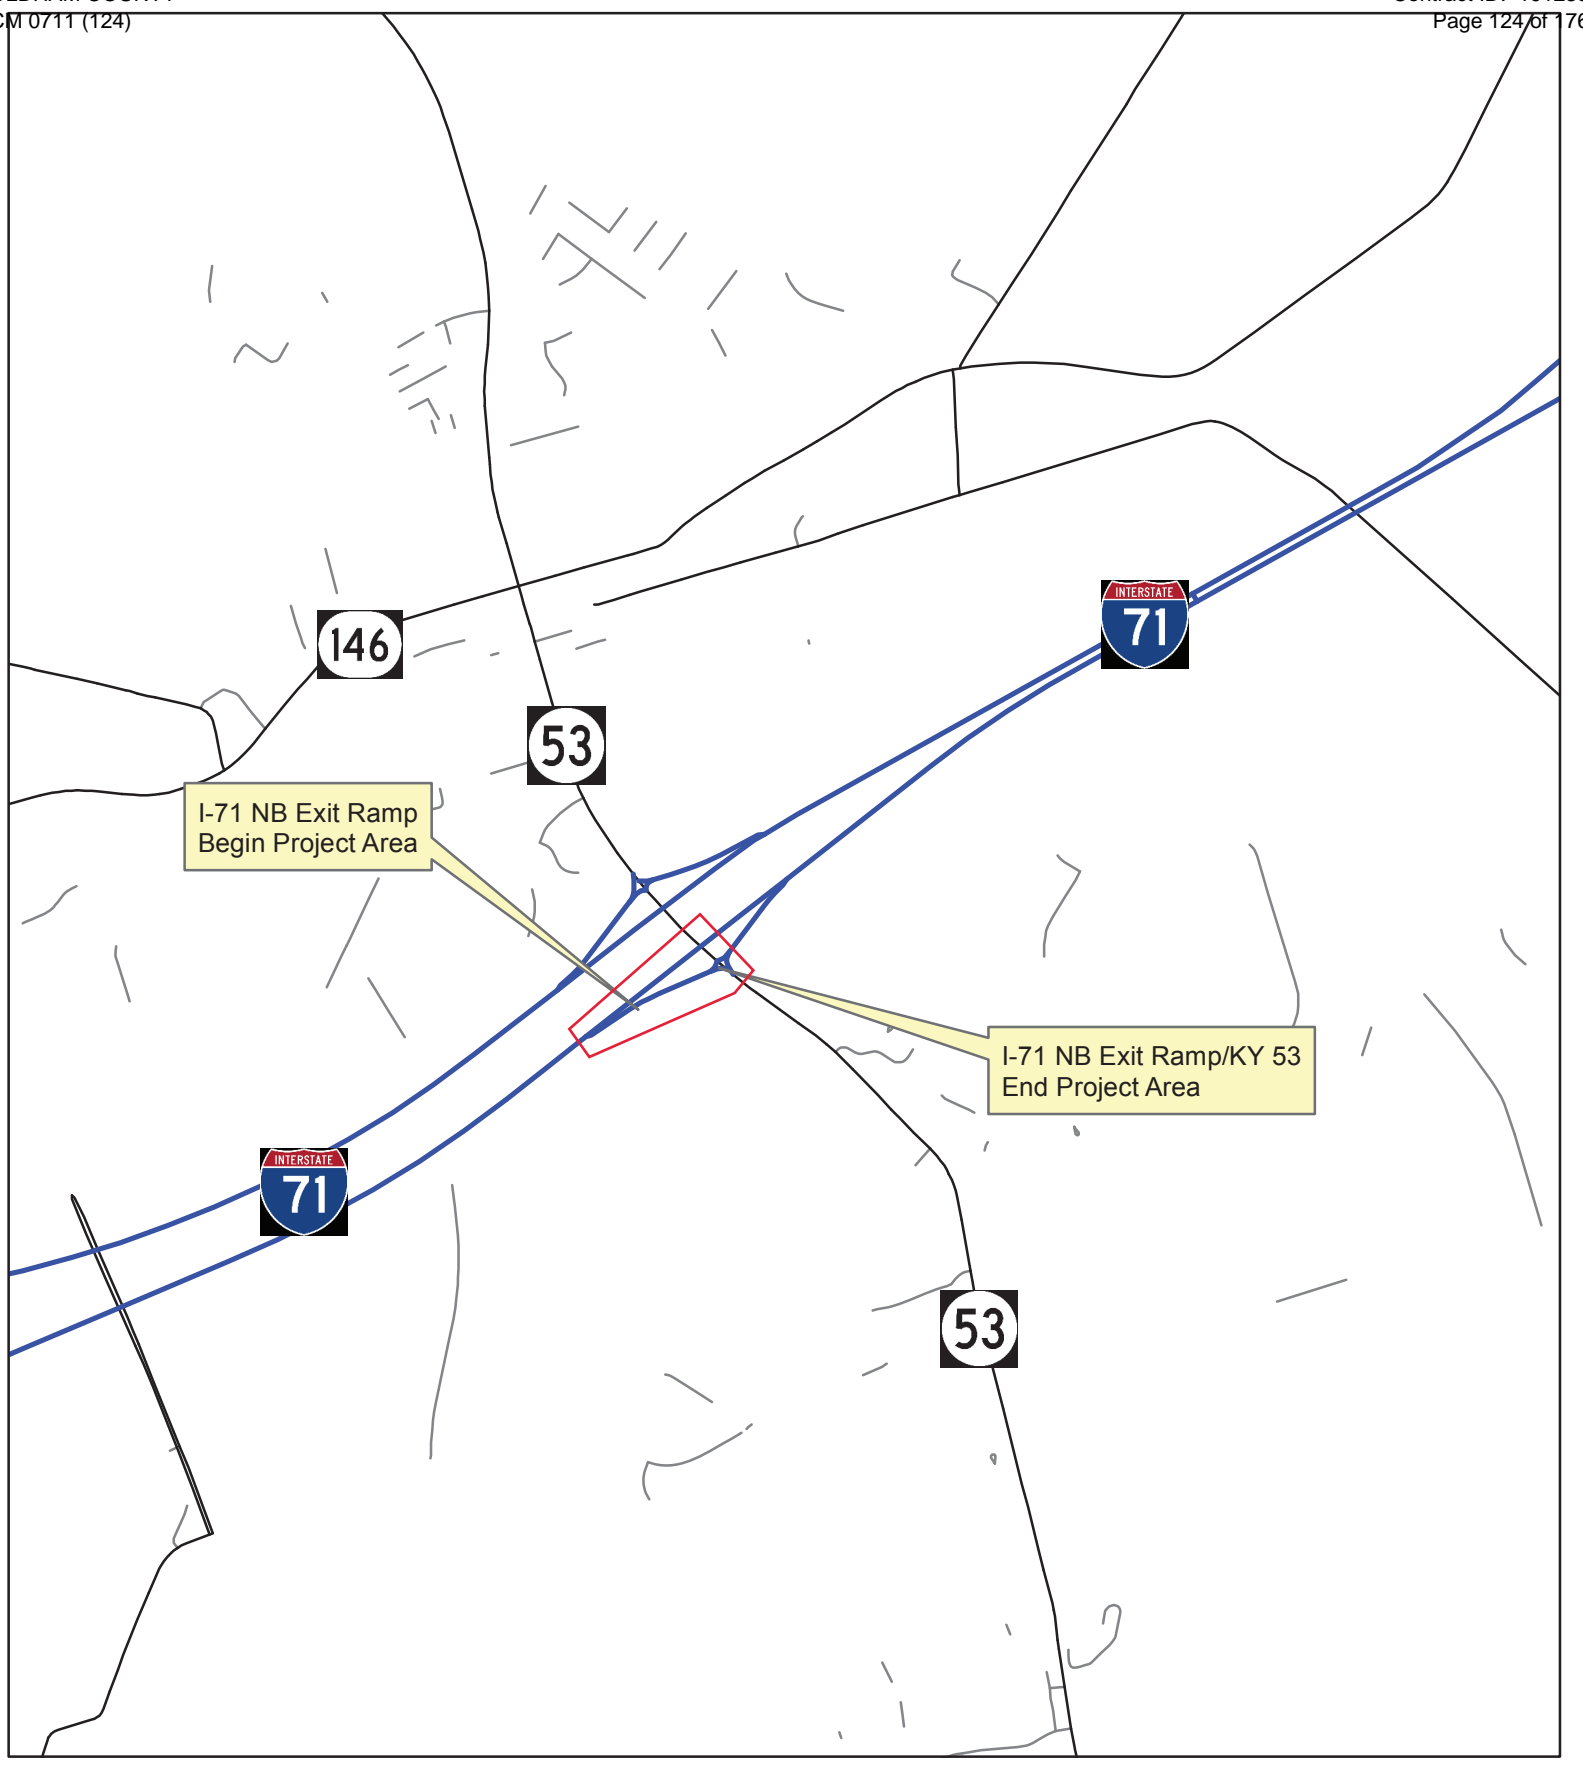 CM 0711 (124)
Page 124 of 176
INTERSTATE
71
146
53
I-71 NB Exit Ramp
Begin Project Area
I-71 NB Exit Ramp/KY 53
End Project Area
INTERSTATE
71
53